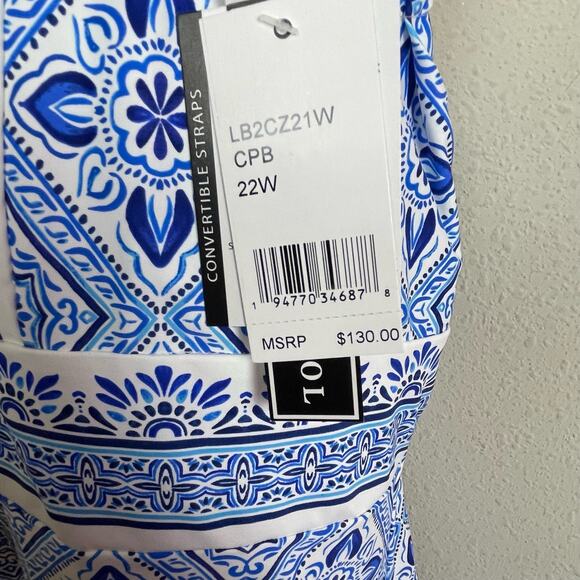 CONVERTIBLE STRAPS
LB2CZ21W
CPB
22W
1 94770 34687 8
MSRP $130.00